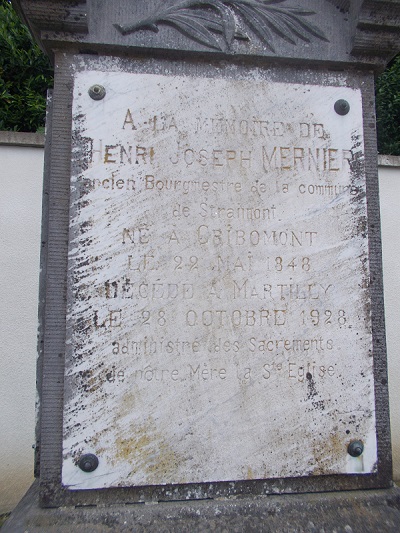 A LA MÉMOIRE DE
HENRI JOSEPH MERNIER
ancien Bourgmestre de la commune
de Straimont.
NÉ A GRIBOMONT
LE 22 MAI 1848
DÉCÉDÉ A MARTILLY
LE 28 OCTOBRE 1928
administré des Sacrements
de nôtre Mère la Ste Église.